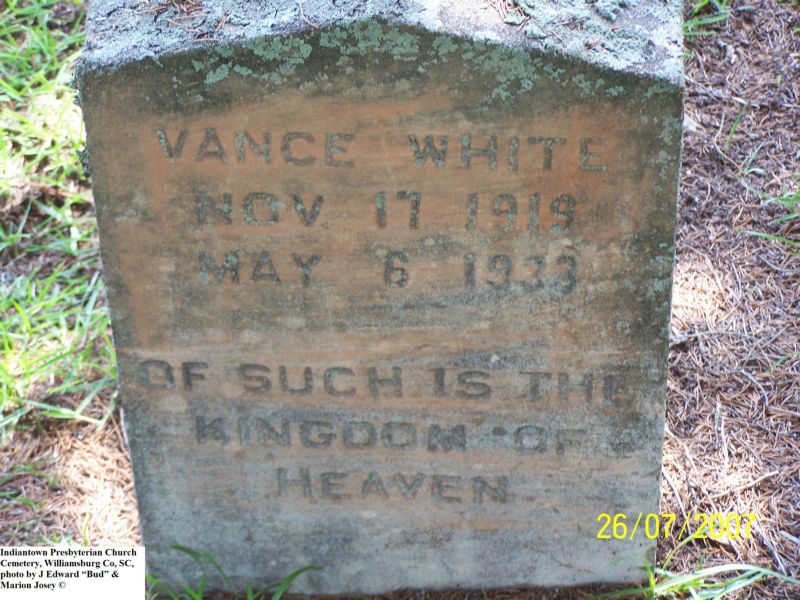 VANCE WHITE
NOV. 17 1919
MAY 6 1933
OF SUCH IS THE
KINGDOM OF
HEAVEN
26/07/2007
Indiantown Presbyterian Church
Cemetery, Williamsburg Co, SC,
photo by J Edward “Bud” &
Marion Josey ©